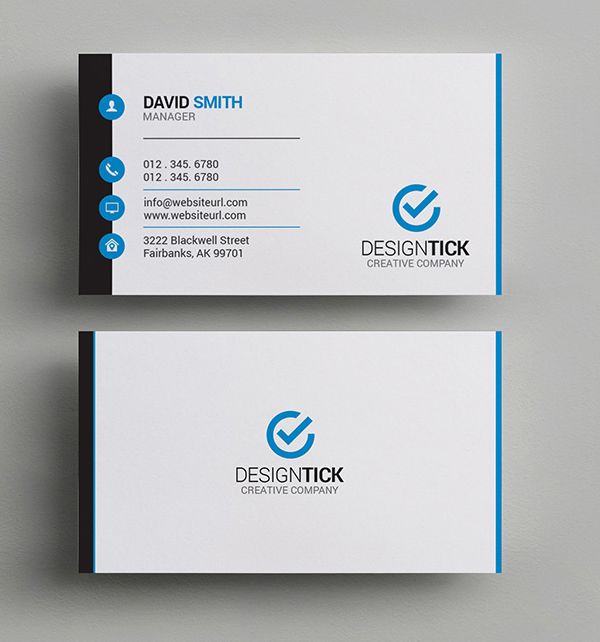 DAVID SMITH
MANAGER
012 . 345. 6780
012 . 345. 6780
info@websiteurl.com
www.websiteurl.com
3222 Blackwell Street
Fairbanks, AK 99701
DESIGNTICK
CREATIVE COMPANY
DESIGNTICK
CREATIVE COMPANY